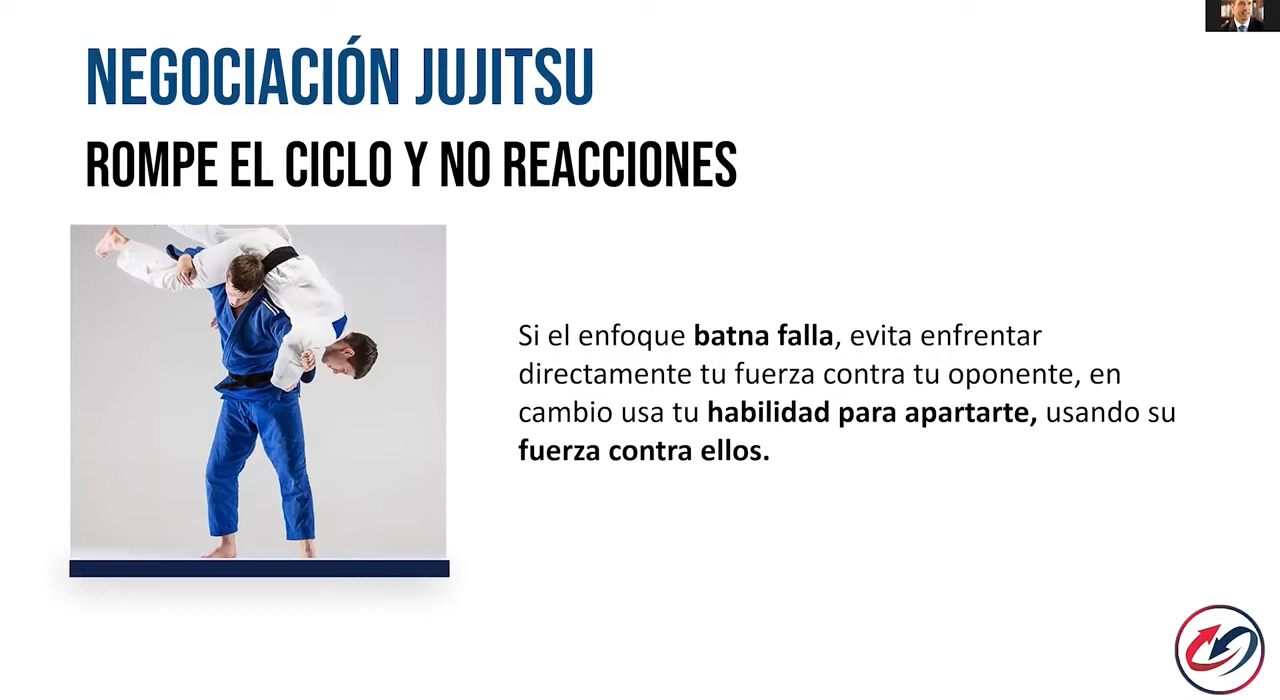 NEGOCIACIÓN JUJITSU
ROMPE EL CICLO Y NO REACCIONES
Si el enfoque batna falla, evita enfrentar
directamente tu fuerza contra tu oponente, en
cambio usa tu habilidad para apartarte, usando su
fuerza contra ellos.